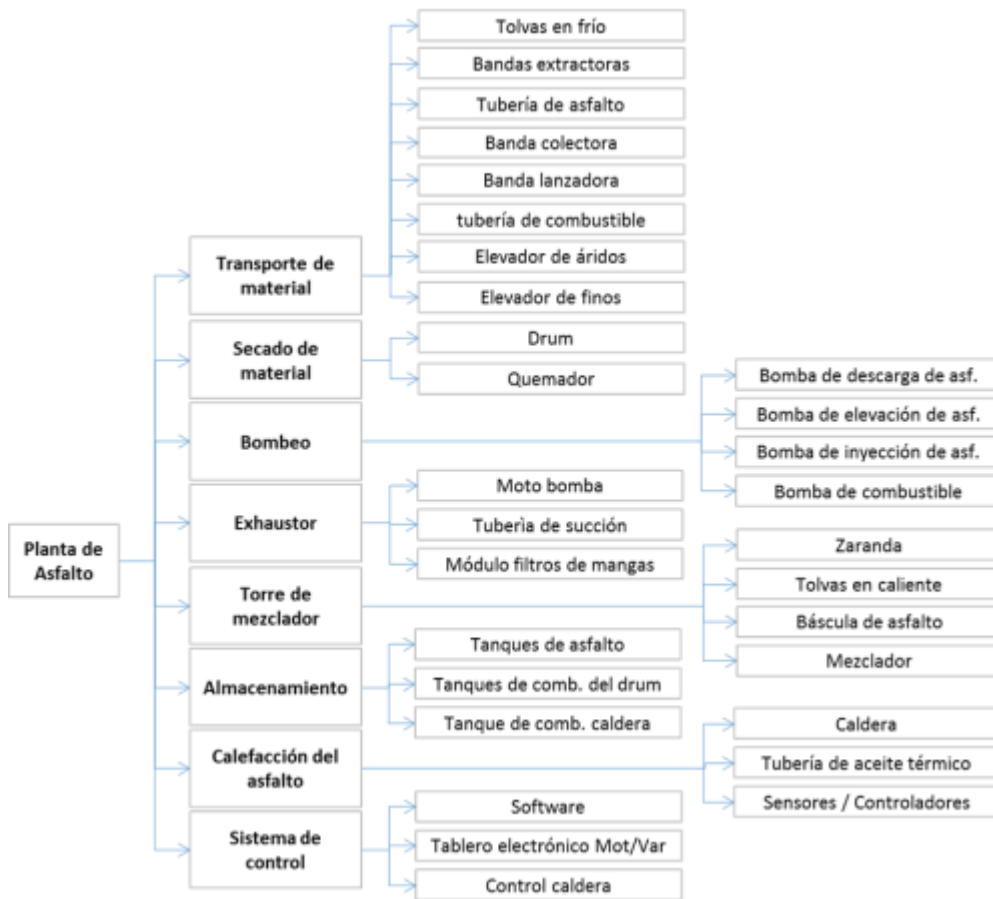 Planta de
Asfalto
Transporte de
material
Tolvas en frío
Bandas extractoras
Tubería de asfalto
Banda colectora
Banda lanzadora
tubería de combustible
Elevador de áridos
Elevador de finos
Secado de
material
Drum
Quemador
Bombeo
Bomba de descarga de asf.
Bomba de elevación de asf.
Bomba de inyección de asf.
Bomba de combustible
Exhaustor
Moto bomba
Tuberìa de succión
Módulo filtros de mangas
Torre de
mezclador
Zaranda
Tolvas en caliente
Báscula de asfalto
Mezclador
Almacenamiento
Tanques de asfalto
Tanques de comb. del drum
Tanque de comb. caldera
Calefacción del
asfalto
Caldera
Tubería de aceite térmico
Sensores / Controladores
Sistema de
control
Software
Tablero electrónico Mot/Var
Control caldera